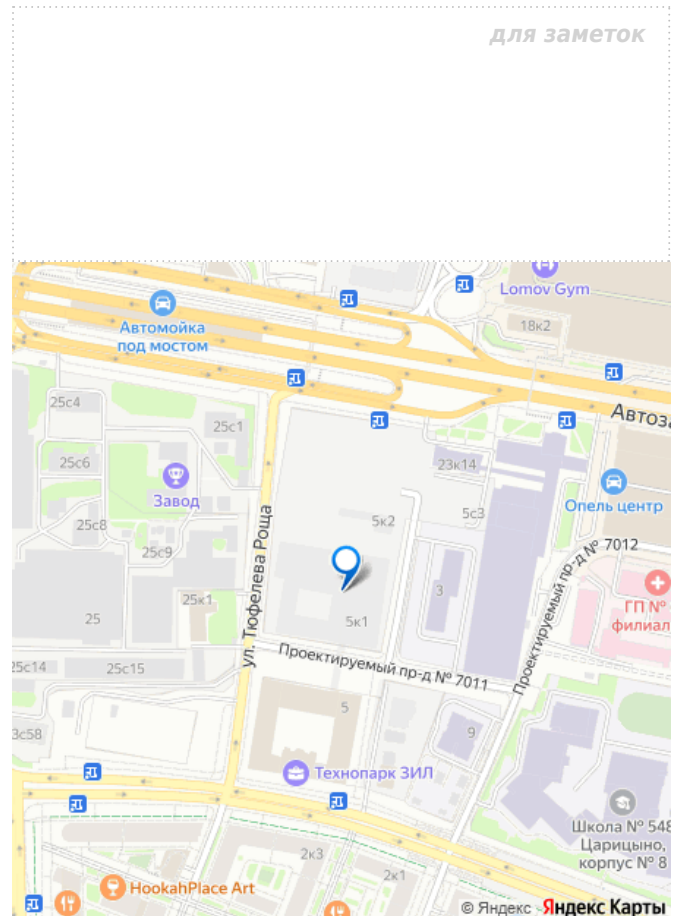 для заметок
Lomov Gym
18к2
Автомойка
под мостом
Автоза
25с4
25с1
25с6
Завод
23к14
Опель центр
5с3
5к2
25с8
25с9
ул. Тюфелева Роща
Проектируемый пр-д № 7012
3
25к1
ГП №
филиал
25
5к1
Проектируемый пр-д № 7011
25с14
25с15
5
3с58
9
Технопарк ЗИЛ
Школа № 548
Царицыно,
корпус № 8
2к3
2к1
HookahPlace Art
© Яндекс Яндекс Карты